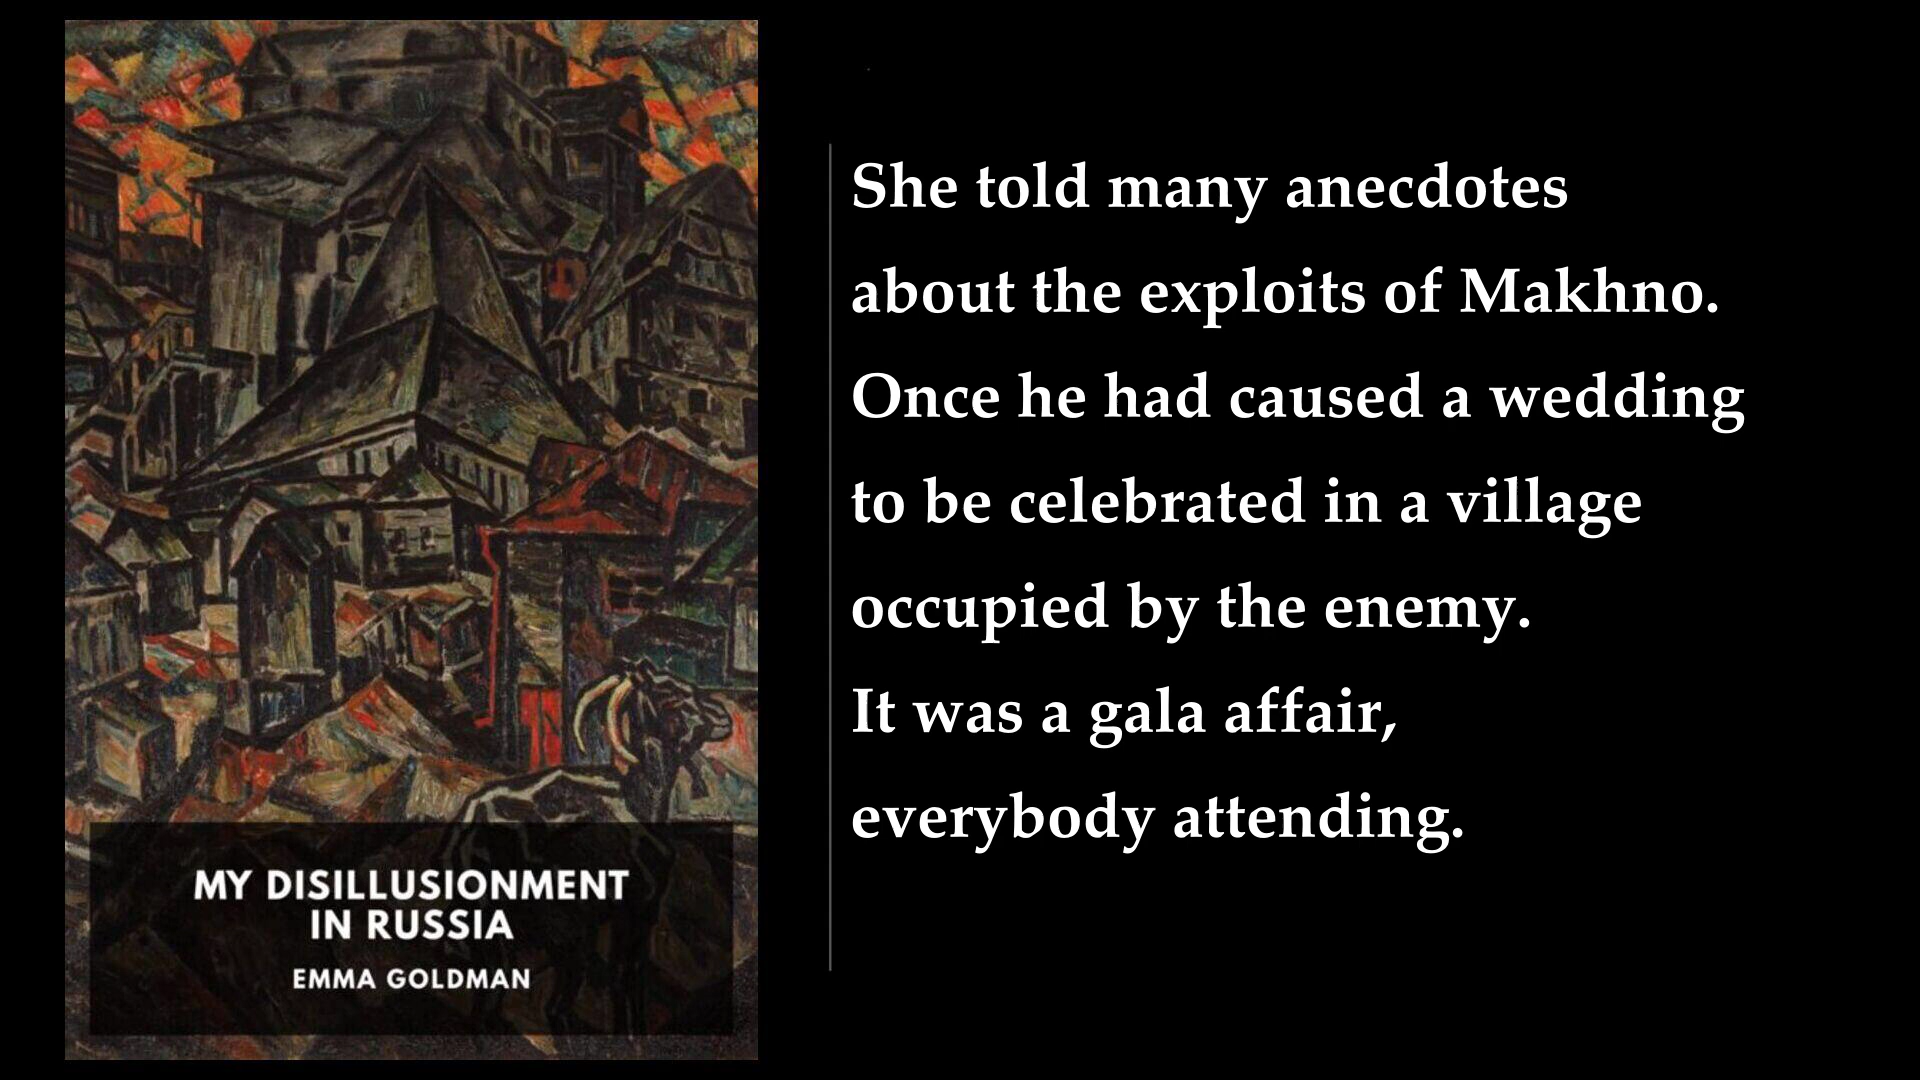 She told many anecdotes
about the exploits of Makhno.
Once he had caused a wedding
to be celebrated in a village
occupied by the enemy.
It was a gala affair,
everybody attending.
MY DISILLUSIONMENT
IN RUSSIA
EMMA GOLDMAN